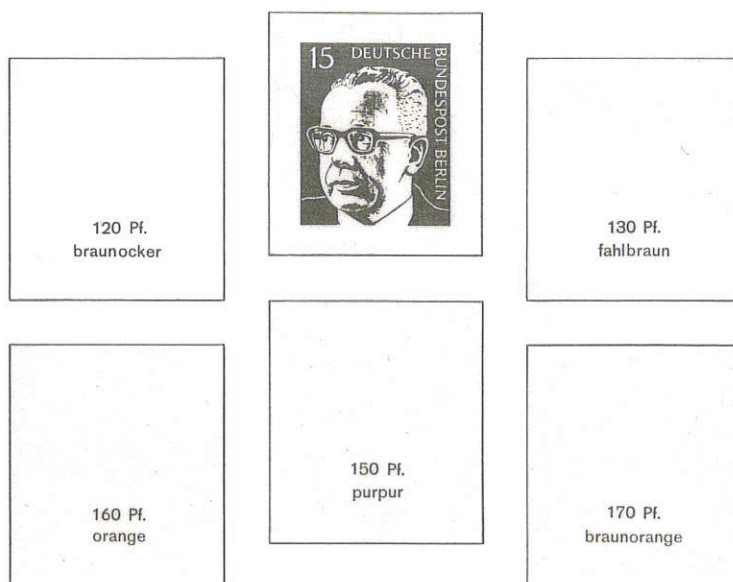 15 DEUTSCHE
BUNDESPOST BERLIN
120 Pf.
braunocker
130 Pf.
fahlbraun
150 Pf.
purpur
160 Pf.
orange
170 Pf.
braunorange